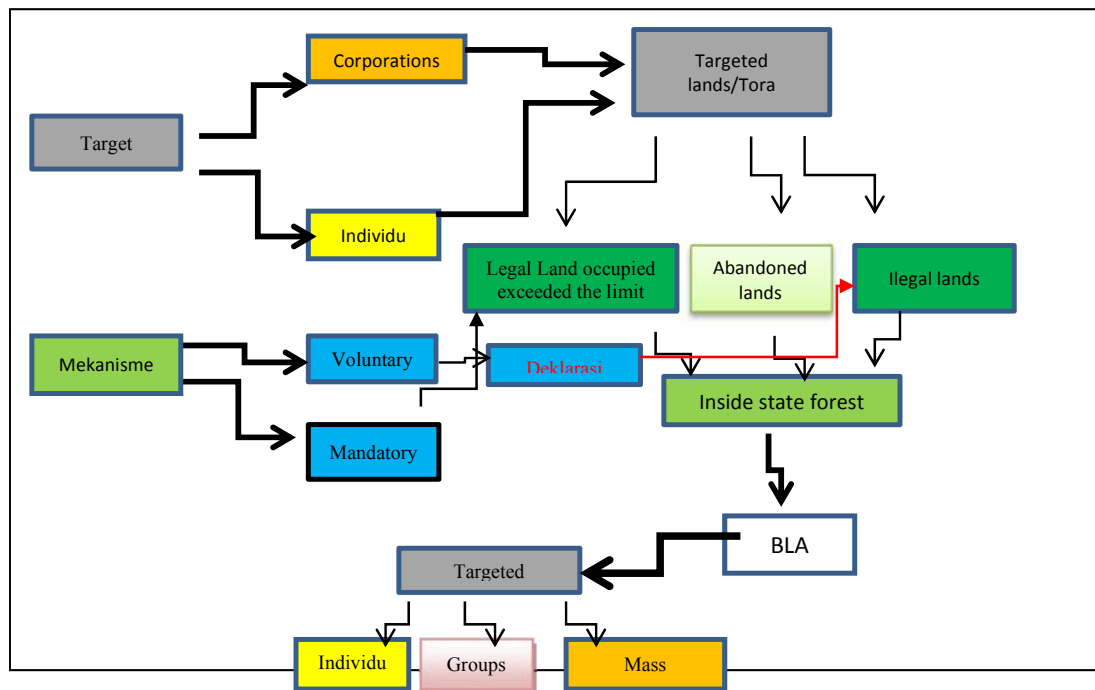 Corporations
Targeted
lands/Tora
Target
Individu
Legal Land occupied
exceeded the limit
Abandoned
lands
Ilegal lands
Mekanisme
Voluntary
Deklarasi
Inside state forest
Mandatory
BLA
Targeted
Individu
Groups
Mass